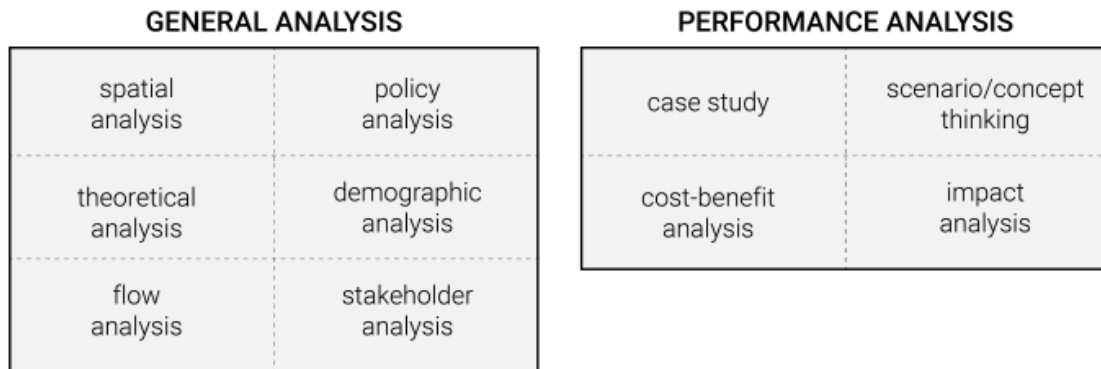 GENERAL ANALYSIS
spatial
analysis
policy
analysis
theoretical
analysis
demographic
analysis
flow
analysis
stakeholder
analysis
PERFORMANCE ANALYSIS
case study
scenario/concept
thinking
cost-benefit
analysis
impact
analysis